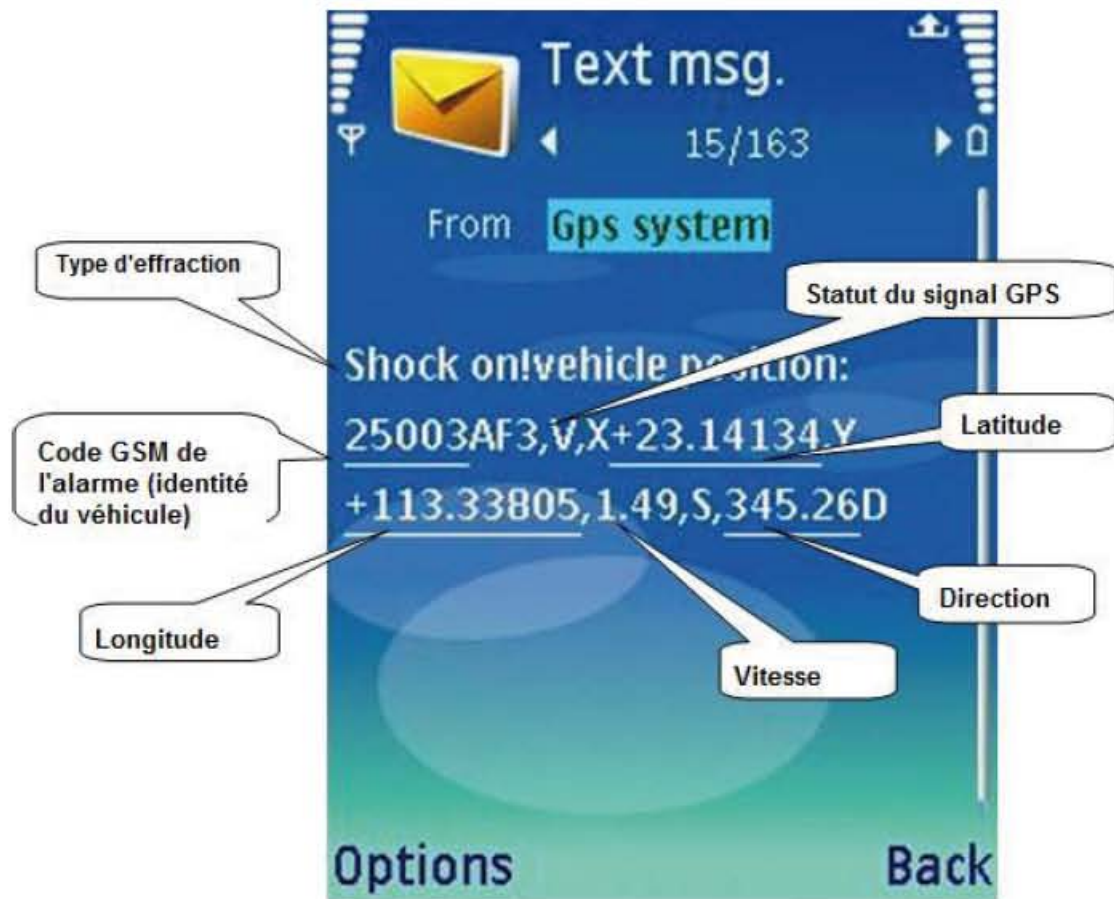 Text msg.
15/163
From Gps system
Type d'effraction
Statut du signal GPS
Shock on!vehicle position:
25003AF3,V,X+23.14134,Y
+113.33805,1.49,S,345.26D
Code GSM de
l'alarme (identité
du véhicule)
Latitude
Longitude
Vitesse
Direction
Options
Back